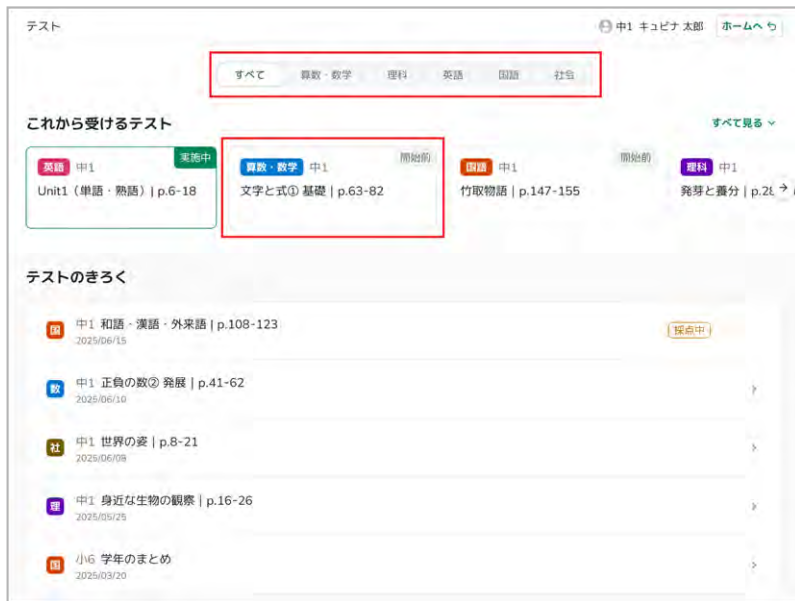 テスト
中1 キュビナ 太郎 ホームへ
すべて 算数・数学 理科 英語 国語 社会
これから受けるテスト
すべて見る
英語 中1 実施中
Unit1（単語・熟語）| p.6-18
算数・数学 中1 開始前
文字と式① 基礎 | p.63-82
国語 中1 開始前
竹取物語 | p.147-155
理科 中1
発芽と養分 | p.2
テストのきろく
国 中1 和語・漢語・外来語 | p.108-123
2025/06/15
採点中
数 中1 正負の数② 発展 | p.41-62
2025/06/10
社 中1 世界の姿 | p.8-21
2025/06/09
理 中1 身近な生物の観察 | p.16-26
2025/05/25
国 小6 学年のまとめ
2025/03/20